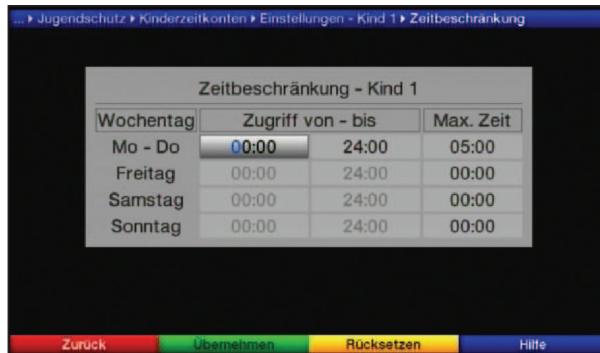 ... ▸ Jugendschutz ▸ Kinderzeitkonten ▸ Einstellungen - Kind 1 ▸ Zeitbeschränkung
Zeitbeschränkung - Kind 1
Wochentag Zugriff von - bis Max. Zeit
Mo - Do 00:00 24:00 05:00
Freitag 00:00 24:00 00:00
Samstag 00:00 24:00 00:00
Sonntag 00:00 24:00 00:00
Zurück Übernehmen Rücksetzen Hilfe